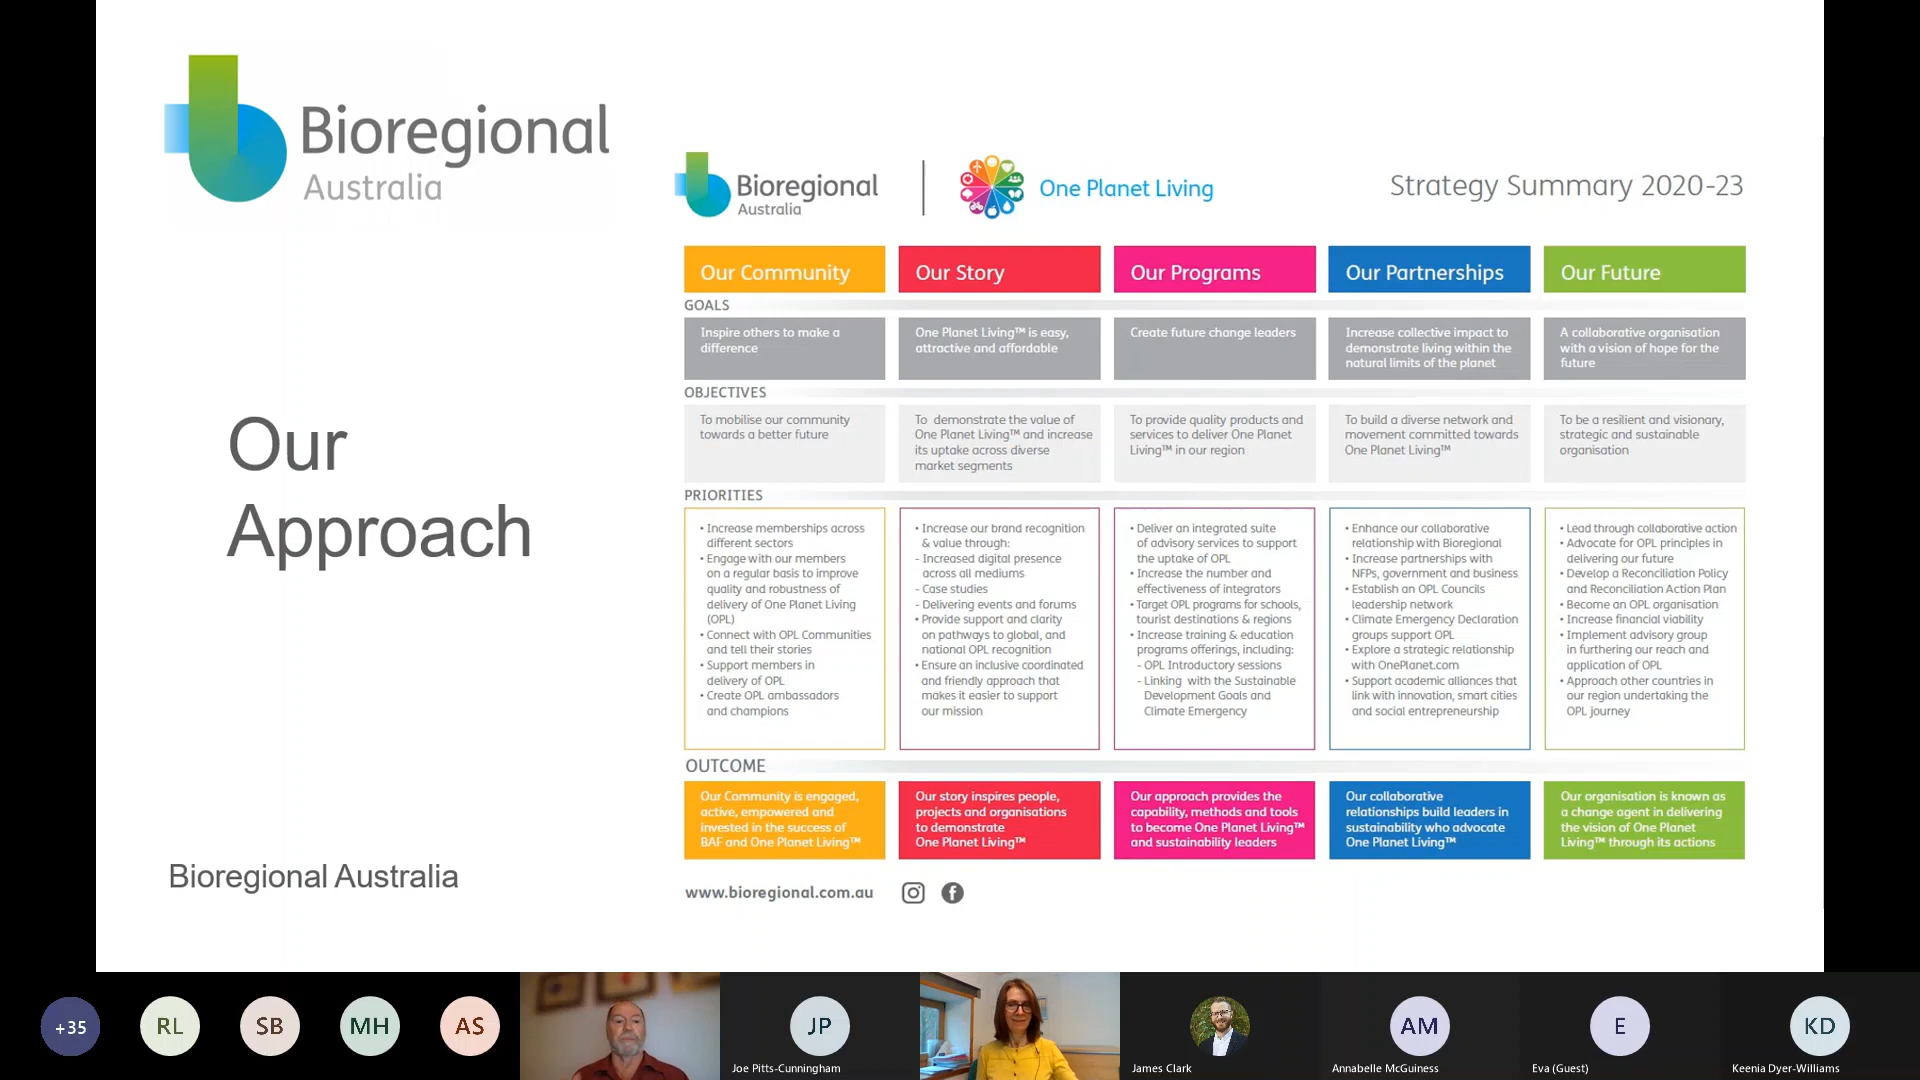 Bioregional
Australia
Our
Approach
Bioregional Australia
Bioregional
Australia
One Planet Living
Strategy Summary 2020-23
Our Community
Our Story
Our Programs
Our Partnerships
Our Future
GOALS
Inspire others to make a
difference
One Planet Living™ is easy,
attractive and affordable
Create future change leaders
Increase collective impact to
demonstrate living within the
natural limits of the planet
A collaborative organisation
with a vision of hope for the
future
OBJECTIVES
To mobilise our community
towards a better future
To demonstrate the value of
One Planet Living™ and increase
its uptake across diverse
market segments
To provide quality products and
services to deliver One Planet
Living™ in our region
To build a diverse network and
movement committed towards
One Planet Living™
To be a resilient and visionary,
strategic and sustainable
organisation
PRIORITIES
• Increase memberships across
different sectors
• Engage with our members
on a regular basis to improve
quality and robustness of
delivery of One Planet Living
(OPL)
• Connect with OPL Communities
and tell their stories
• Support members in
delivery of OPL
• Create OPL ambassadors
and champions
• Increase our brand recognition
& value through:
- Increased digital presence
across all mediums
- Case studies
- Delivering events and forums
• Provide support and clarity
on pathways to global, and
national OPL recognition
• Ensure an inclusive coordinated
and friendly approach that
makes it easier to support
our mission
• Deliver an integrated suite
of advisory services to support
the uptake of OPL
• Increase the number and
effectiveness of integrators
• Target OPL programs for schools,
tourist destinations & regions
• Increase training & education
programs offerings, including:
- OPL Introductory sessions
- Linking with the Sustainable
Development Goals and
Climate Emergency
• Enhance our collaborative
relationship with Bioregional
• Increase partnerships with
NFPs, government and business
• Establish an OPL Councils
leadership network
• Climate Emergency Declaration
groups support OPL
• Explore a strategic relationship
with OnePlanet.com
• Support academic alliances that
link with innovation, smart cities
and social entrepreneurship
• Lead through collaborative action
• Advocate for OPL principles in
delivering our future
• Develop a Reconciliation Policy
and Reconciliation Action Plan
• Become an OPL organisation
• Increase financial viability
• Implement advisory group
in furthering our reach and
application of OPL
• Approach other countries in
our region undertaking the
OPL journey
OUTCOME
Our Community is engaged,
active, empowered and
invested in the success of
BAF and One Planet Living™
Our story inspires people,
projects and organisations
to demonstrate
One Planet Living™
Our approach provides the
capability, methods and tools
to become One Planet Living™
and sustainability leaders
Our collaborative
relationships build leaders in
sustainability who advocate
One Planet Living™
Our organisation is known as
a change agent in delivering
the vision of One Planet
Living™ through its actions
www.bioregional.com.au
+35
RL
SB
MH
AS
JP
Joe Pitts-Cunningham
James Clark
AM
Annabelle McGuiness
E
Eva (Guest)
KD
Keenia Dyer-Williams